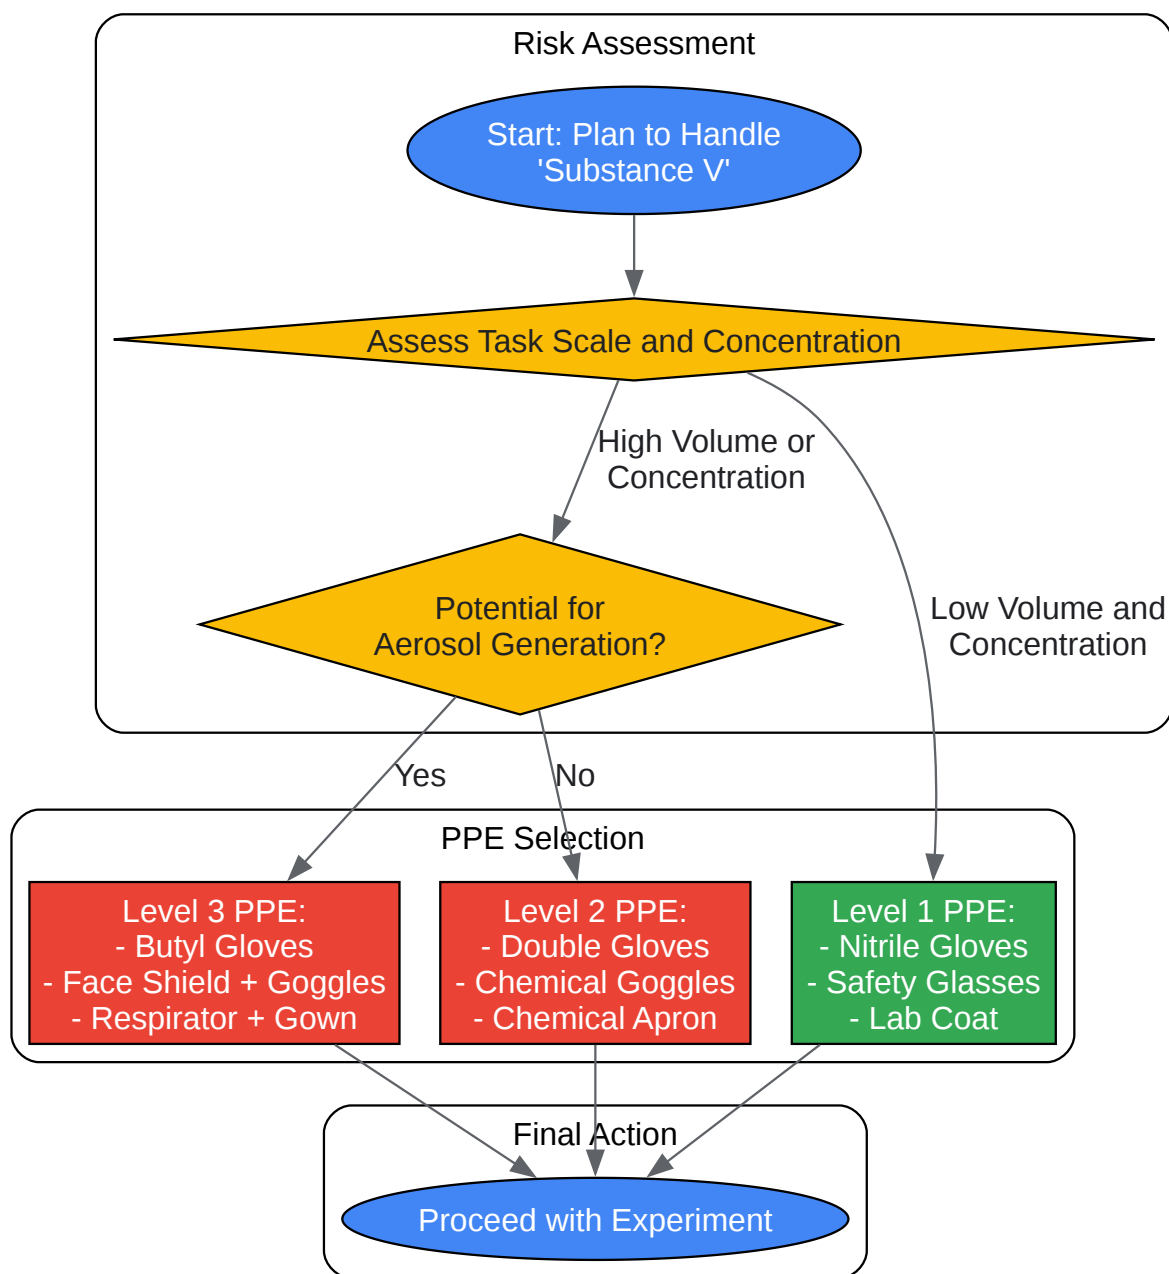 Risk Assessment
Start: Plan to Handle
'Substance V'
Assess Task Scale and Concentration
High Volume or
Concentration
Potential for
Aerosol Generation?
Low Volume and
Concentration
Yes
No
PPE Selection
Level 3 PPE:
- Butyl Gloves
- Face Shield + Goggles
- Respirator + Gown
Level 2 PPE:
- Double Gloves
- Chemical Goggles
- Chemical Apron
Level 1 PPE:
- Nitrile Gloves
- Safety Glasses
- Lab Coat
Final Action
Proceed with Experiment